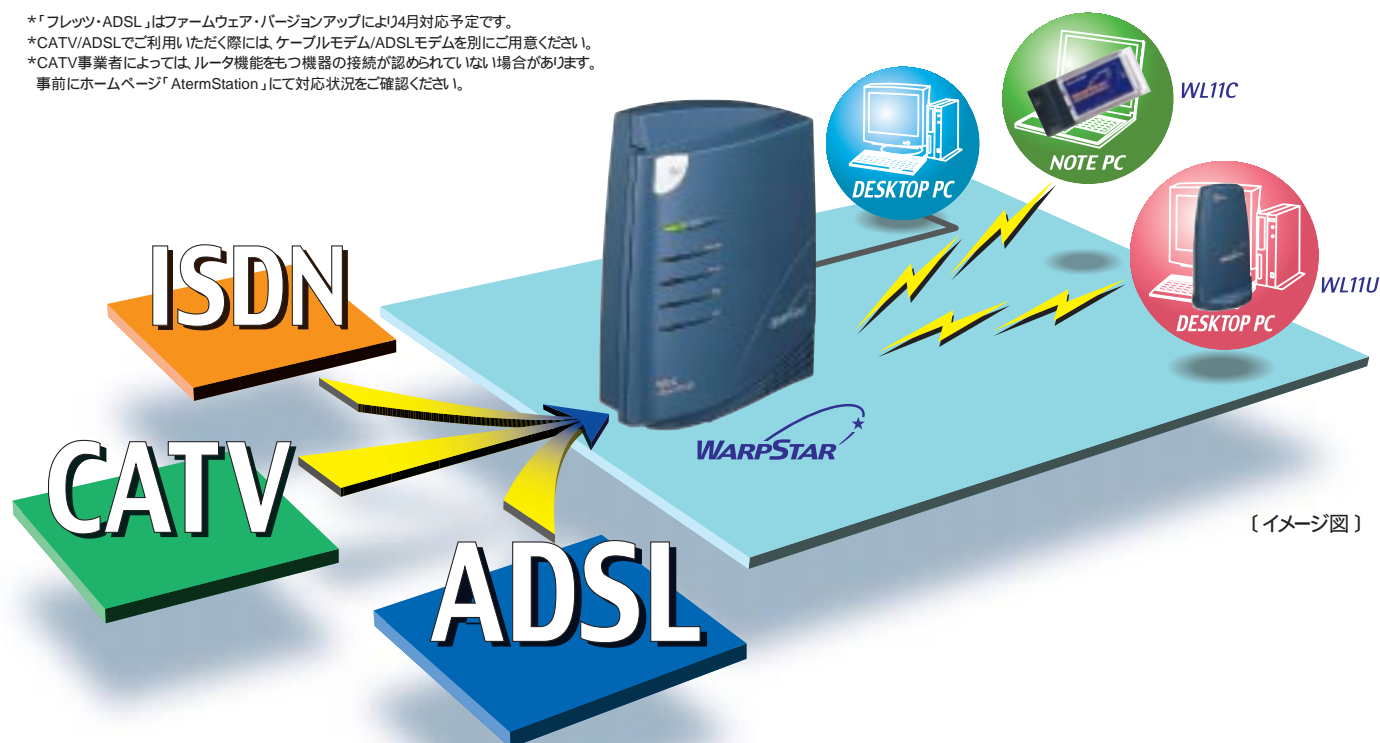 *「フレッツ・ADSL」はファームウェア・バージョンアップにより4月対応予定です。
*CATV/ADSLでご利用いただく際には、ケーブルモデム/ADSLモデムを別にご用意ください。
*CATV事業者によっては、ルータ機能をもつ機器の接続が認められていない場合があります。
事前にホームページ「AtermStation」にて対応状況をご確認ください。
DESKTOP PC
NOTE PC
WL11C
DESKTOP PC
WL11U
ISDN
CATV
ADSL
WARPSTAR
〔イメージ図〕